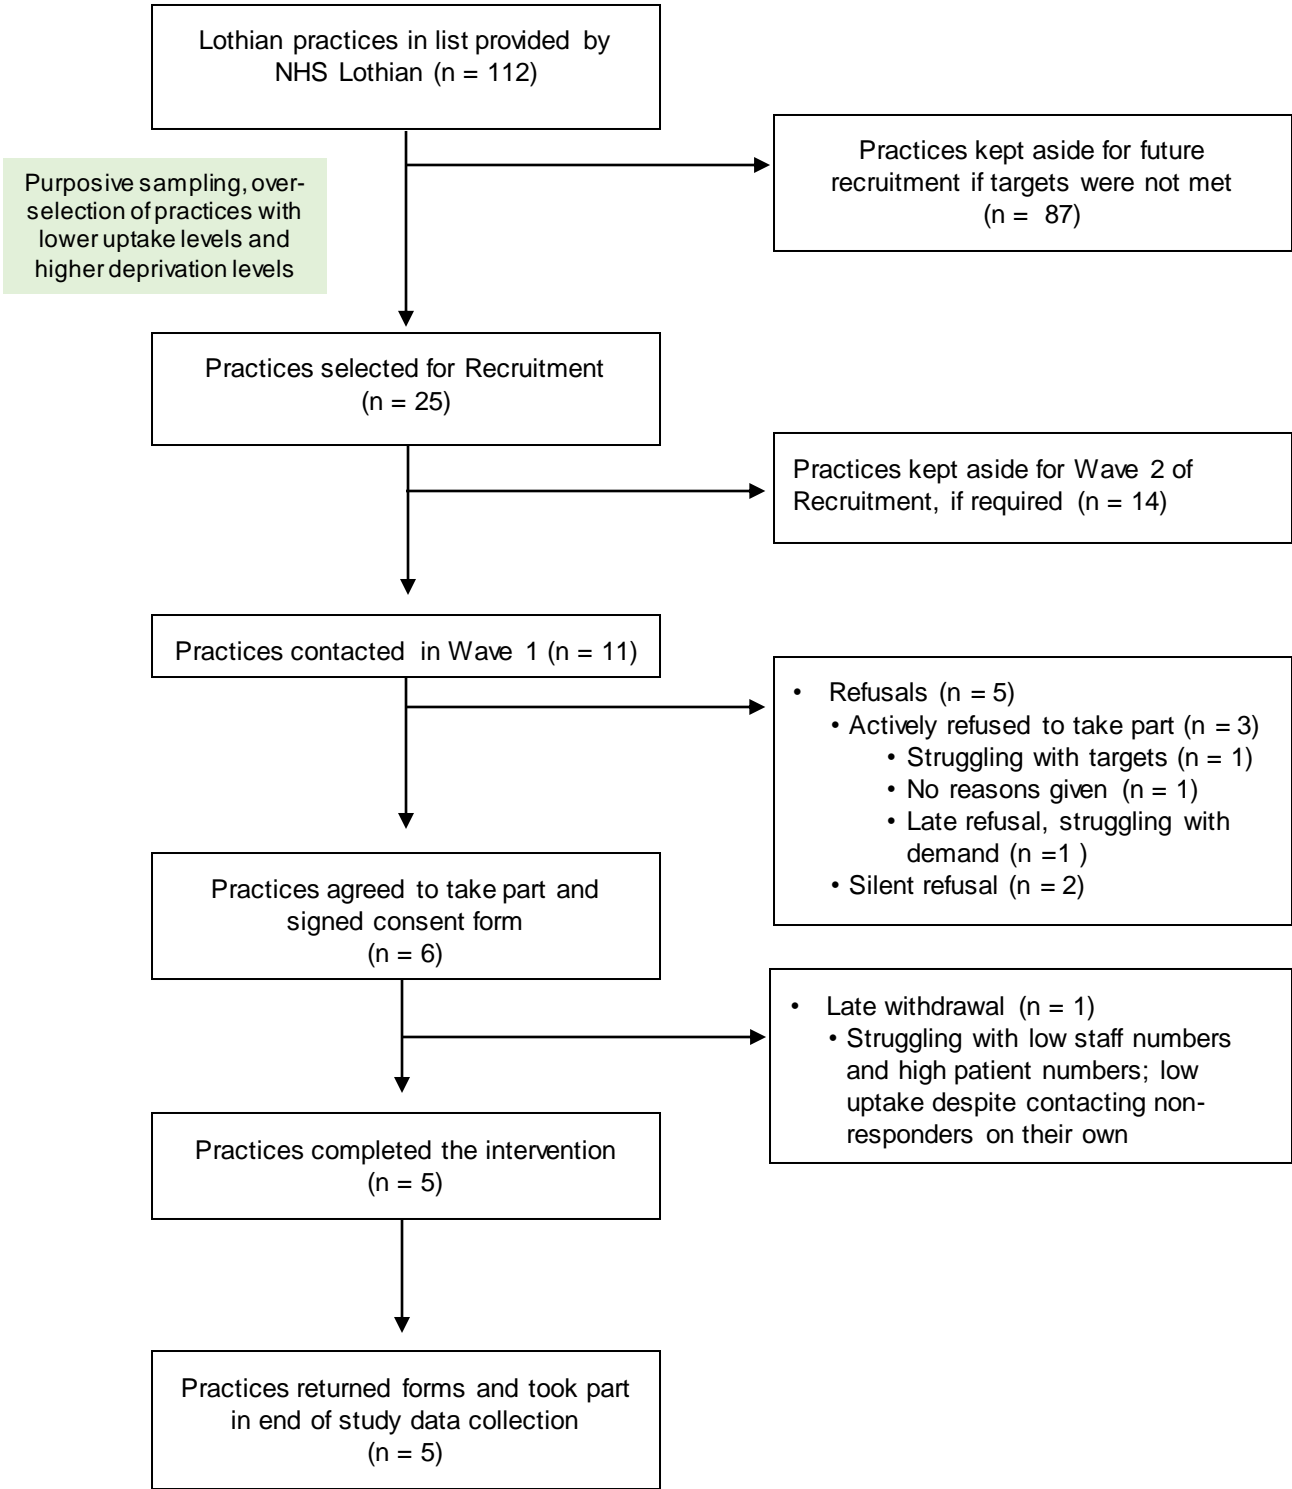 Lothian practices in list provided by
NHS Lothian (n = 112)
Practices kept aside for future
recruitment if targets were not met
(n = 87)
Purposive sampling, over-
selection of practices with
lower uptake levels and
higher deprivation levels
Practices selected for Recruitment
(n = 25)
Practices kept aside for Wave 2 of
Recruitment, if required (n = 14)
Practices contacted in Wave 1 (n = 11)
• Refusals (n = 5)
• Actively refused to take part (n = 3)
• Struggling with targets (n = 1)
• No reasons given (n = 1)
• Late refusal, struggling with
demand (n =1 )
• Silent refusal (n = 2)
Practices agreed to take part and
signed consent form
(n = 6)
• Late withdrawal (n = 1)
• Struggling with low staff numbers
and high patient numbers; low
uptake despite contacting non-
responders on their own
Practices completed the intervention
(n = 5)
Practices returned forms and took part
in end of study data collection
(n = 5)